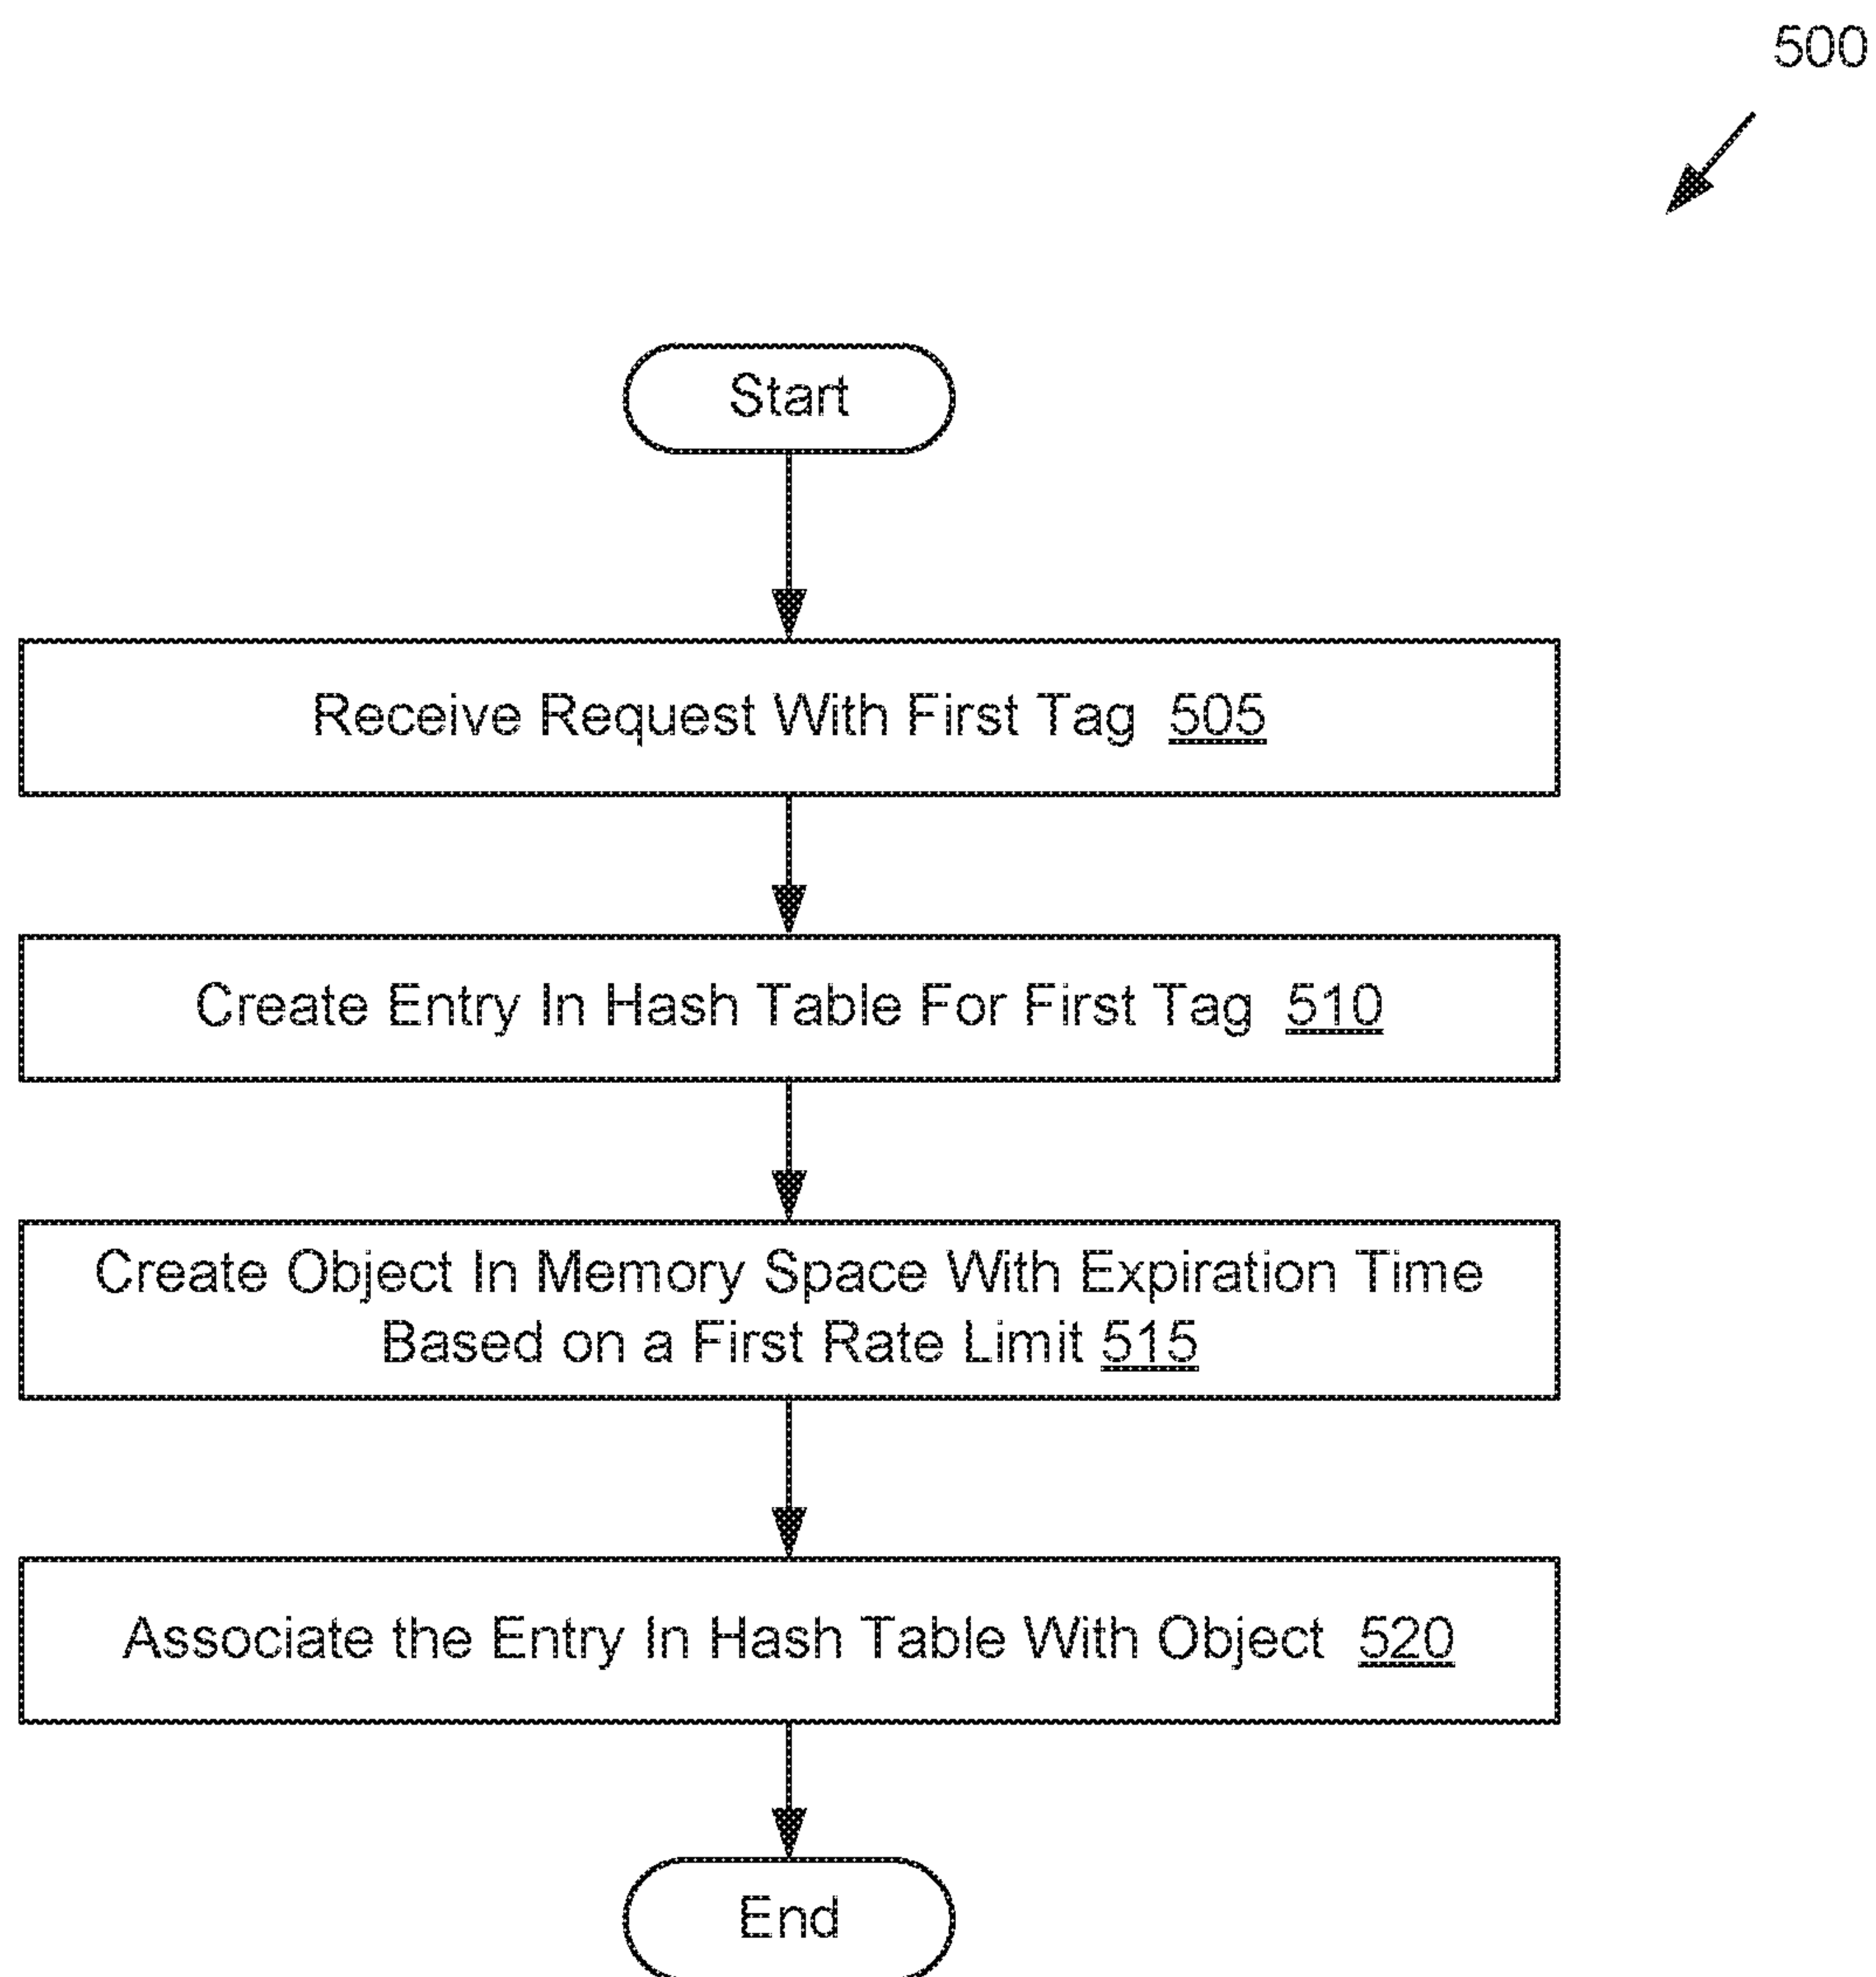 500
Start
Receive Request With First Tag 505
Create Entry In Hash Table For First Tag 510
Create Object In Memory Space With Expiration Time
Based on a First Rate Limit 515
Associate the Entry In Hash Table With Object 520
End